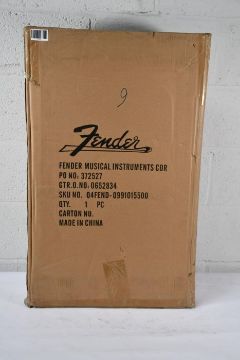 9
Fender
FENDER MUSICAL INSTRUMENTS COR
PO NO: 372527
GTR.O.NO: 0652834
SKU NO: 04FEND-0991015500
QTY. 1 PC
CARTON NO.
MADE IN CHINA